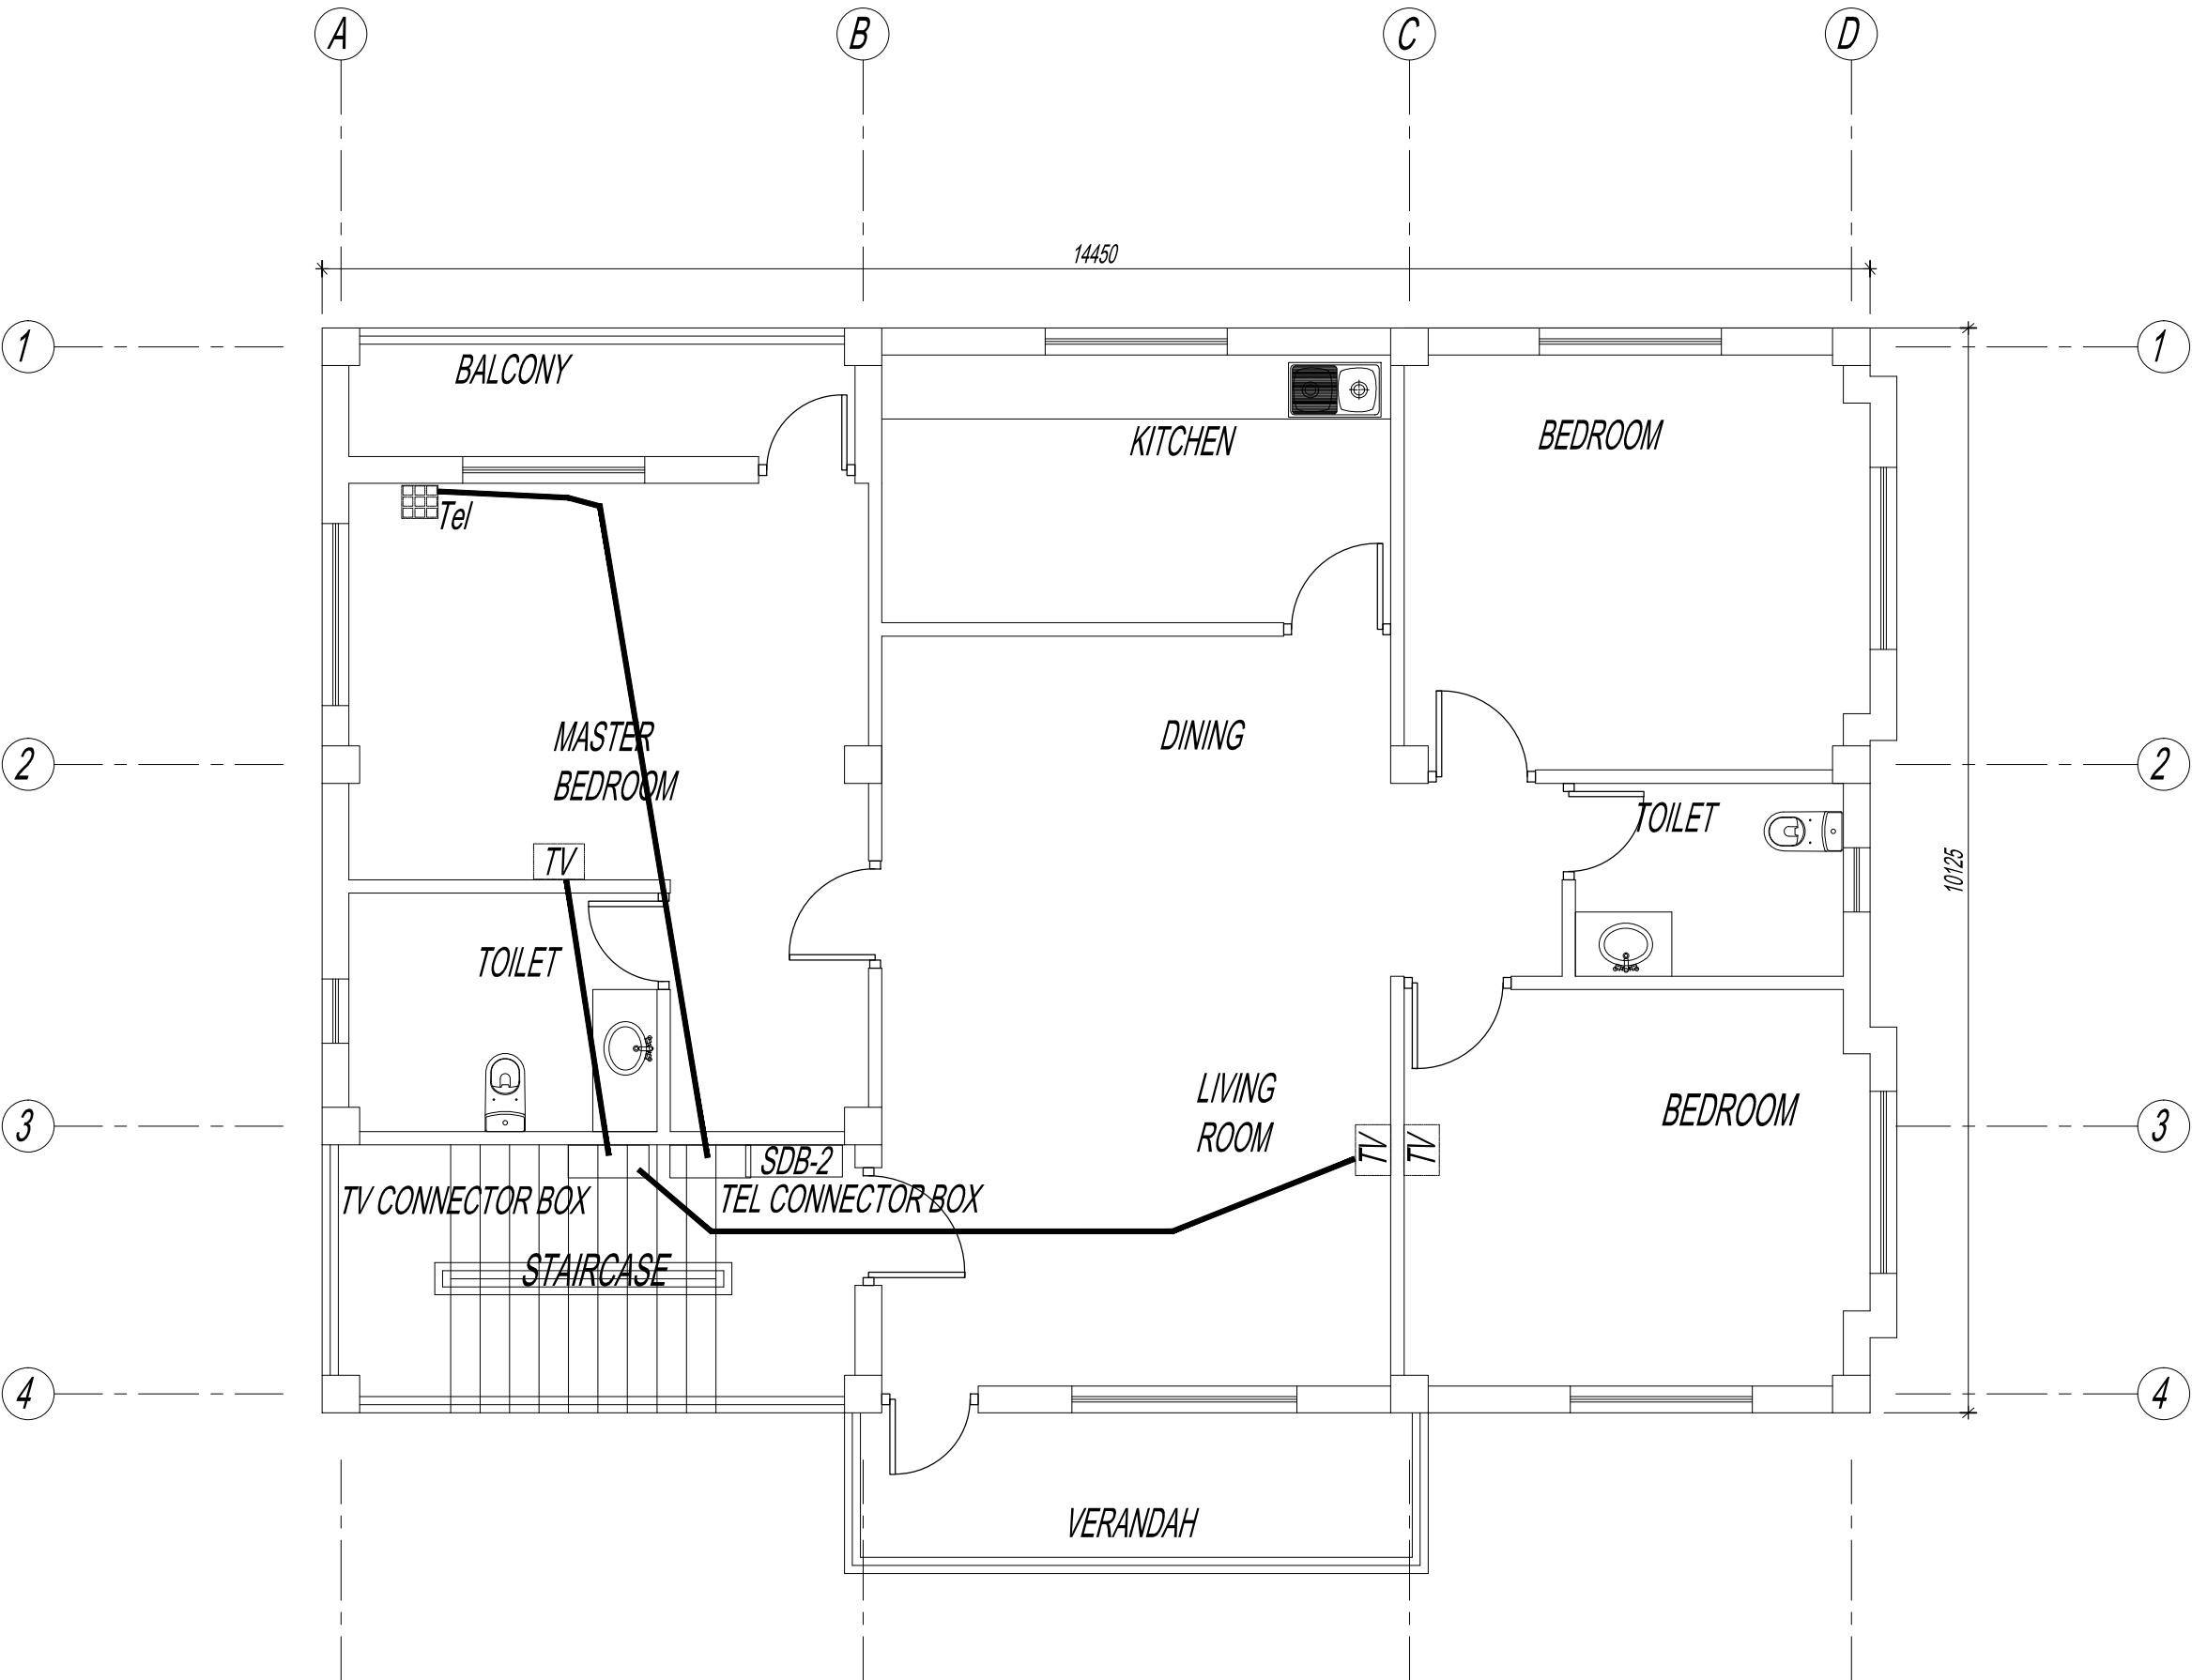 A
B
C
D
14450
1
1
BALCONY
KITCHEN
BEDROOM
Tel
MASTER
BEDROOM
DINING
2
2
TOILET
TV
10125
TOILET
LIVING
ROOM
BEDROOM
3
3
TV
TV
SDB-2
TV CONNECTOR BOX
TEL CONNECTOR BOX
STAIRCASE
4
4
VERANDAH